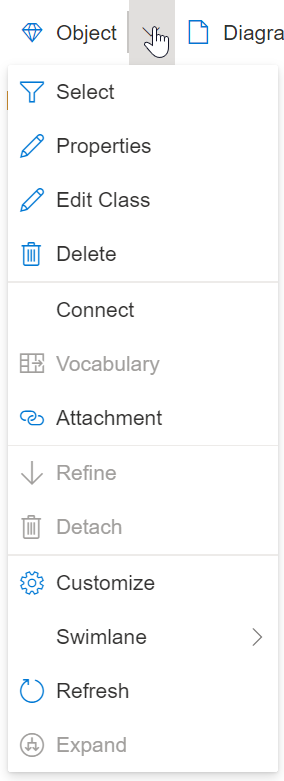 Object Diagra
Select
Properties
Edit Class
Delete
Connect
Vocabulary
Attachment
Refine
Detach
Customize
Swimlane
Refresh
Expand